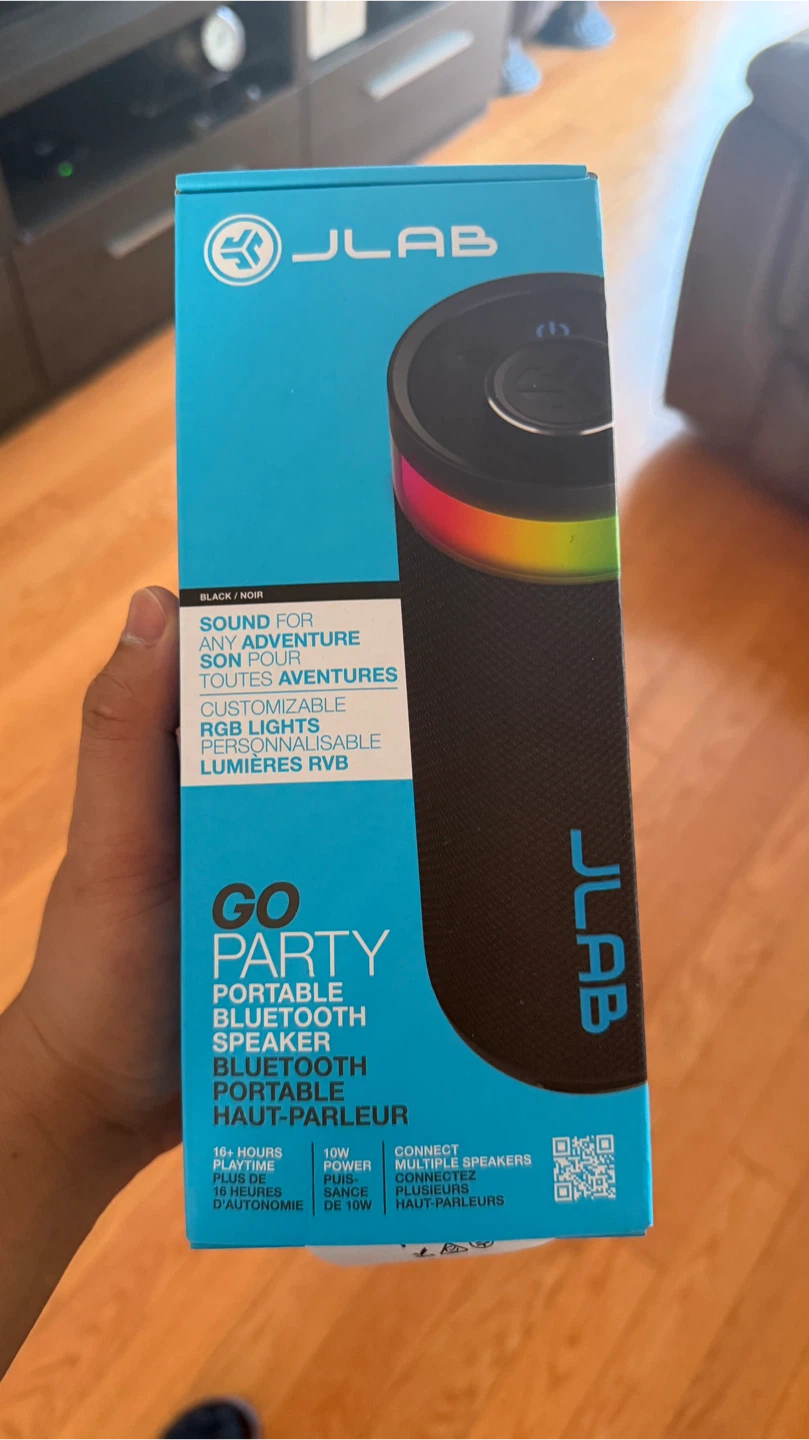 JLAB
BLACK / NOIR
SOUND FOR
ANY ADVENTURE
SON POUR
TOUTES AVENTURES
CUSTOMIZABLE
RGB LIGHTS
PERSONNALISABLE
LUMIÈRES RVB
JLAB
GO
PARTY
PORTABLE
BLUETOOTH
SPEAKER
BLUETOOTH
PORTABLE
HAUT-PARLEUR
16+ HOURS
PLAYTIME
PLUS DE
16 HEURES
D'AUTONOMIE
10W
POWER
PUIS-
SANCE
DE 10W
CONNECT
MULTIPLE SPEAKERS
CONNECTEZ
PLUSIEURS
HAUT-PARLEURS